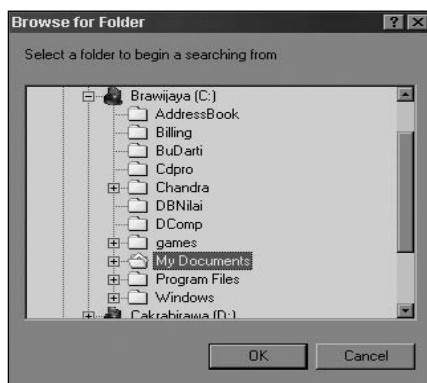 Browse for Folder
Select a folder to begin a searching from
Brawijaya (C:)
AddressBook
Billing
BuDarti
Cdpro
Chandra
DBNilai
DComp
games
My Documents
Program Files
Windows
Cakrabirawa (D:)
OK
Cancel